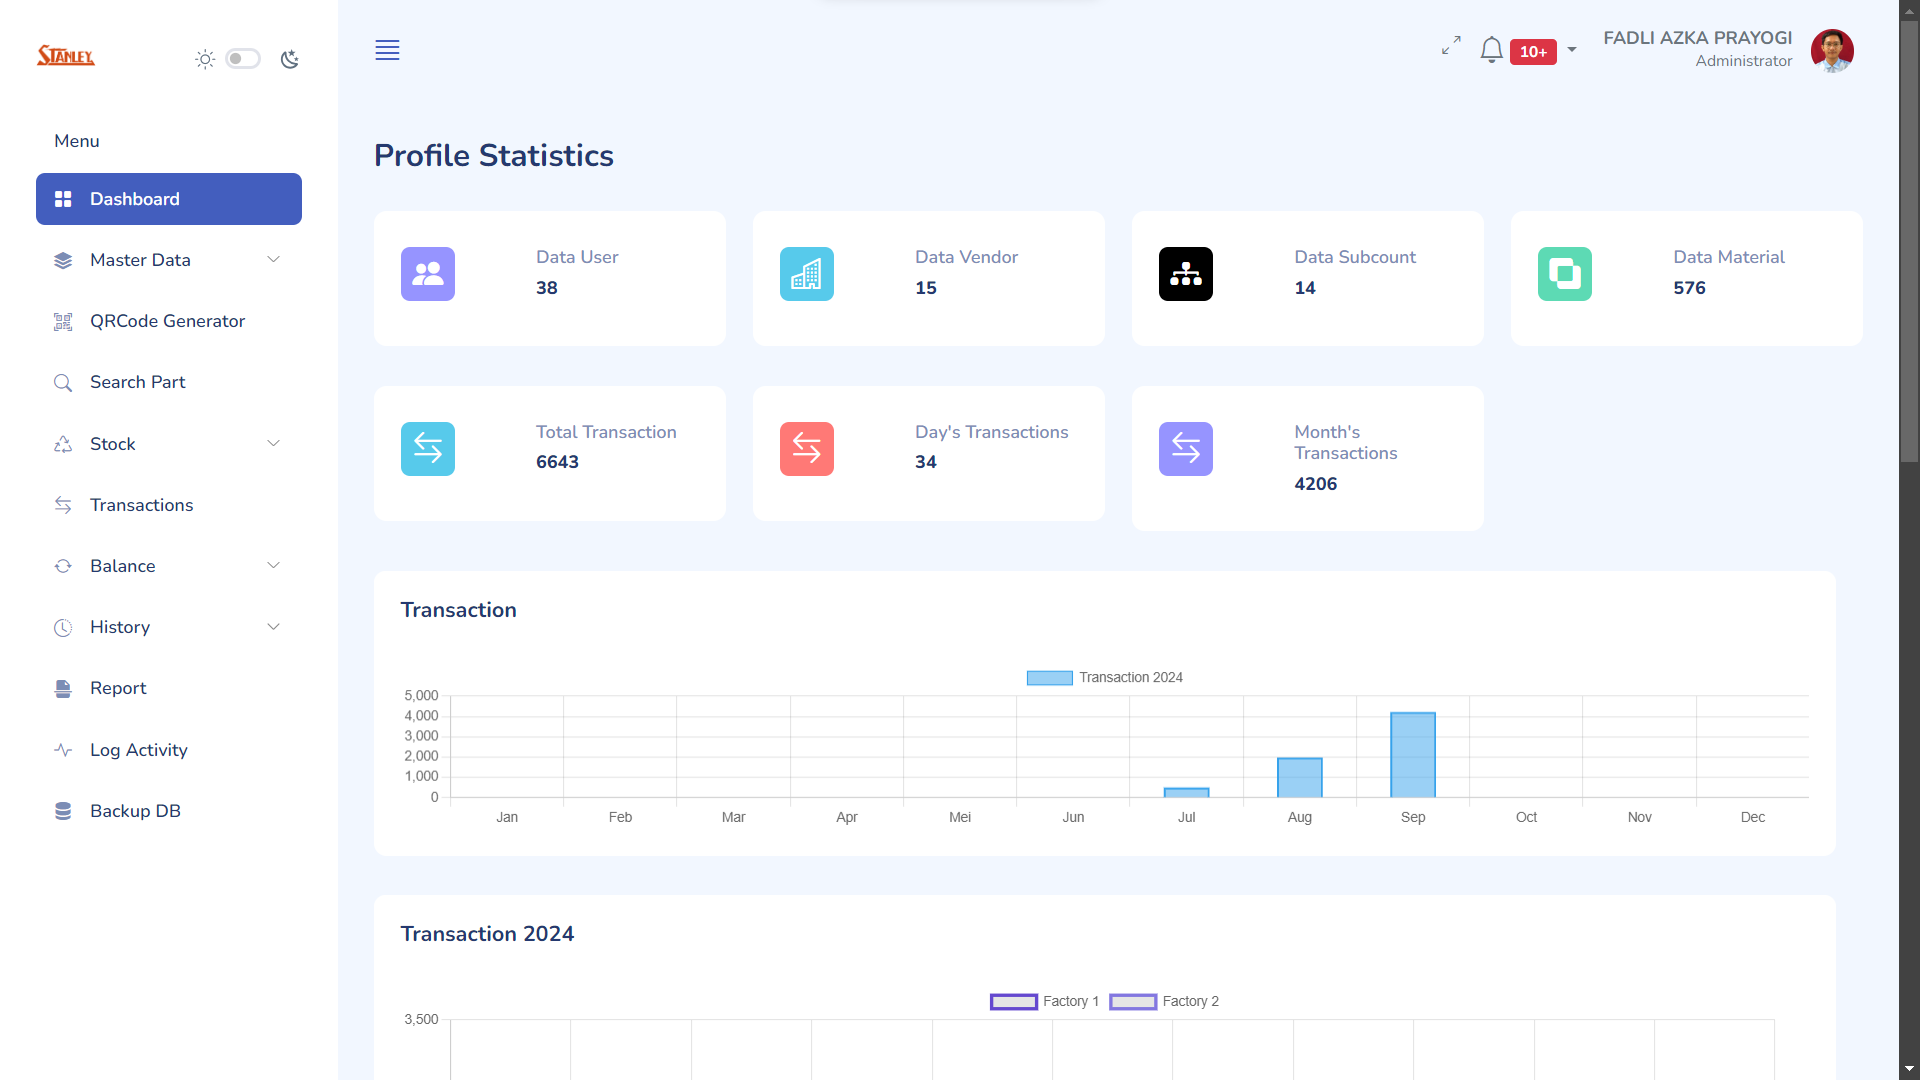 STANLEY
Menu
Dashboard
Master Data
QRCode Generator
Search Part
Stock
Transactions
Balance
History
Report
Log Activity
Backup DB
10+
FADLI AZKA PRAYOGI
Administrator
Profile Statistics
Data User
38
Data Vendor
15
Data Subcount
14
Data Material
576
Total Transaction
6643
Day's Transactions
34
Month's
Transactions
4206
Transaction
Transaction 2024
5,000
4,000
3,000
2,000
1,000
0
Jan Feb Mar Apr Mei Jun Jul Aug Sep Oct Nov Dec
Transaction 2024
Factory 1 Factory 2
3,500